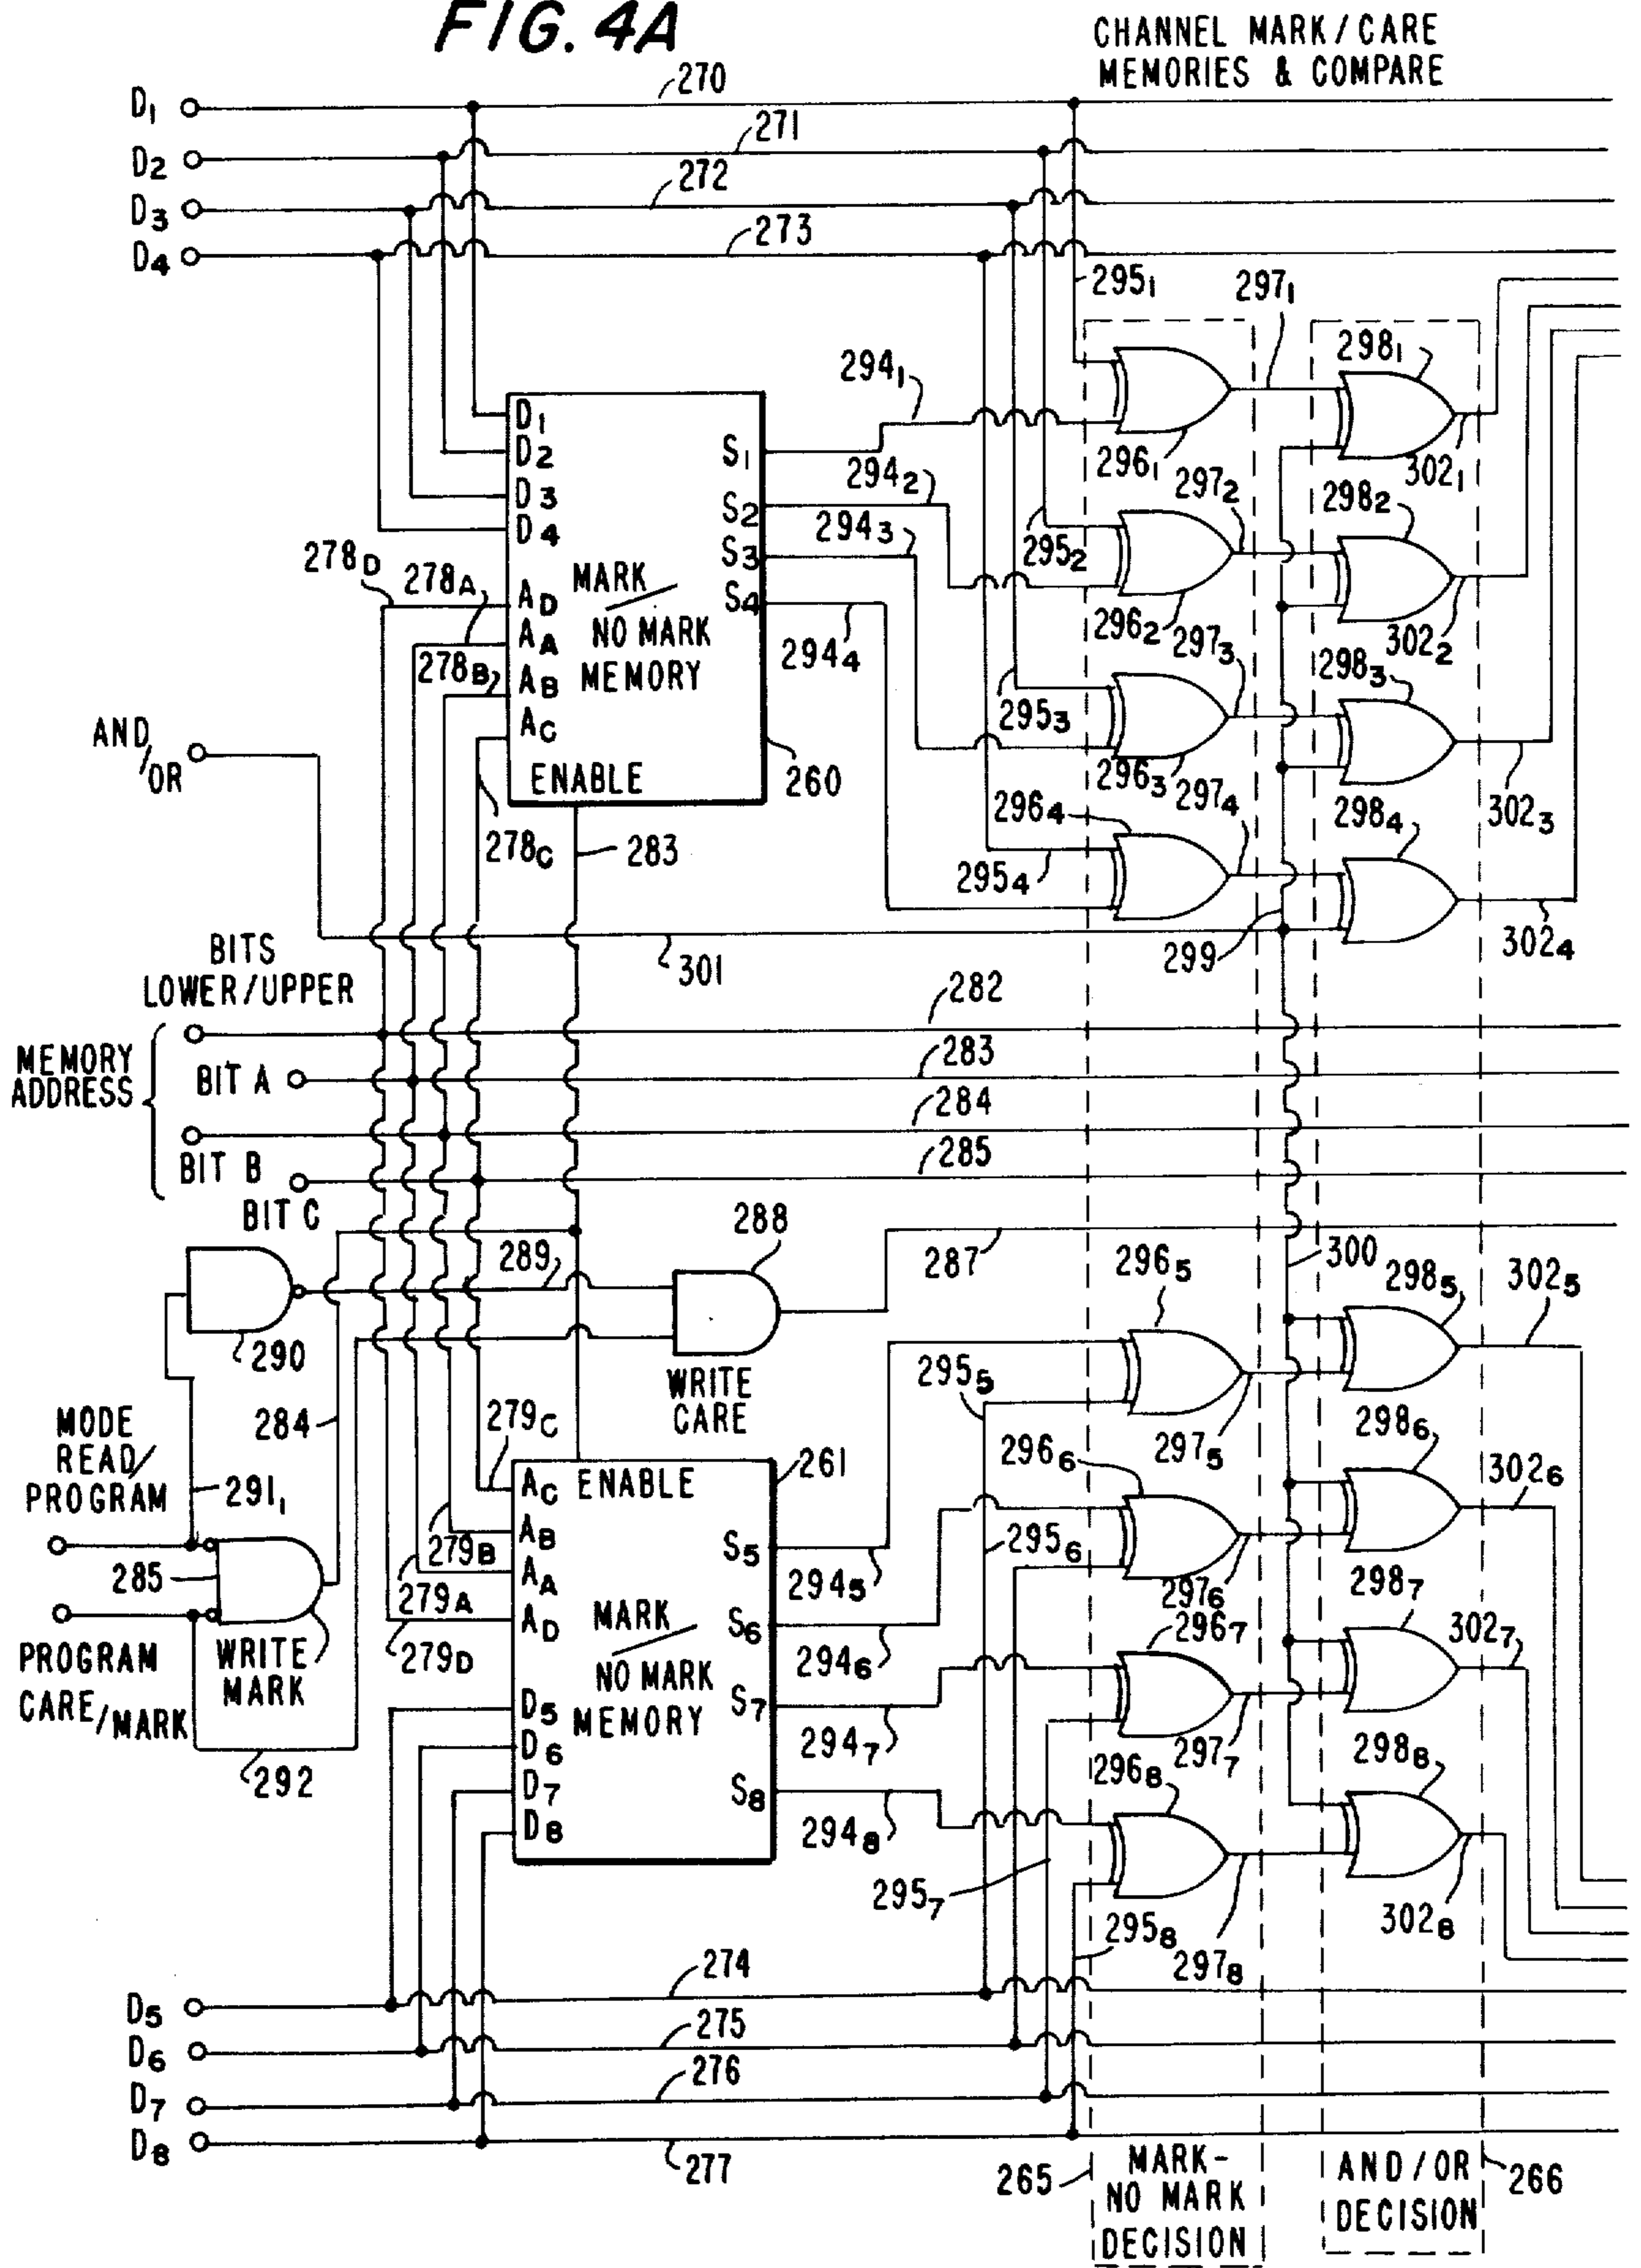 FIG. 4A
CHANNEL MARK/CARE
MEMORIES & COMPARE
D1
270
D2
271
D3
272
D4
273
295₁
297₁
298₁
294₁
D1
D2
D3
D4
S1
S2
S3
S4
296₁
302₁
294₂
297₂
298₂
294₃
295₂
278D
278A
AD
AA
AB
AC
MARK
/
NO MARK
MEMORY
296₂
302₂
294₄
297₃
298₃
278B
295₃
AND
/OR
ENABLE
260
296₃
297₄
298₄
302₃
278C
283
296₄
295₄
299
302₄
301
BITS
LOWER/UPPER
282
MEMORY
ADDRESS
BIT A
283
284
BIT B
285
BIT C
288
289
287
300
296₅
298₅
302₅
290
WRITE
CARE
295₅
297₅
298₆
MODE
READ/
PROGRAM
284
279C
261
296₆
302₆
291₁
AC
ENABLE
AB
AA
AD
S5
S6
S7
S8
285
279B
279A
279D
294₅
295₆
297₆
298₇
MARK
/
NO MARK
MEMORY
296₇
302₇
PROGRAM
CARE/MARK
WRITE
MARK
294₆
D5
D6
D7
D8
294₇
297₇
298₈
292
296₈
294₈
295₇
302₈
295₈
297₈
274
D5
275
D6
276
D7
D8
277
265
MARK-
NO MARK
DECISION
AND/OR
DECISION
266